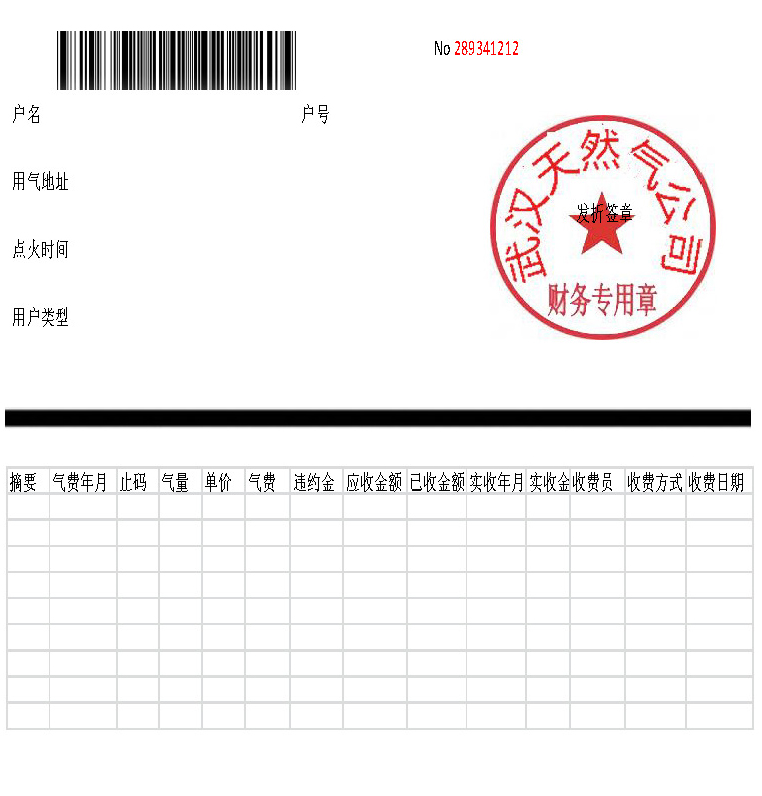 No 289341212
户名 户号
武汉天然气公司
用气地址
发折签章
点火时间
财务专用章
用户类型
摘要 气费年月 止码 气量 单价 气费 违约金 应收金额 已收金额 实收年月 实收金 收费员 收费方式 收费日期